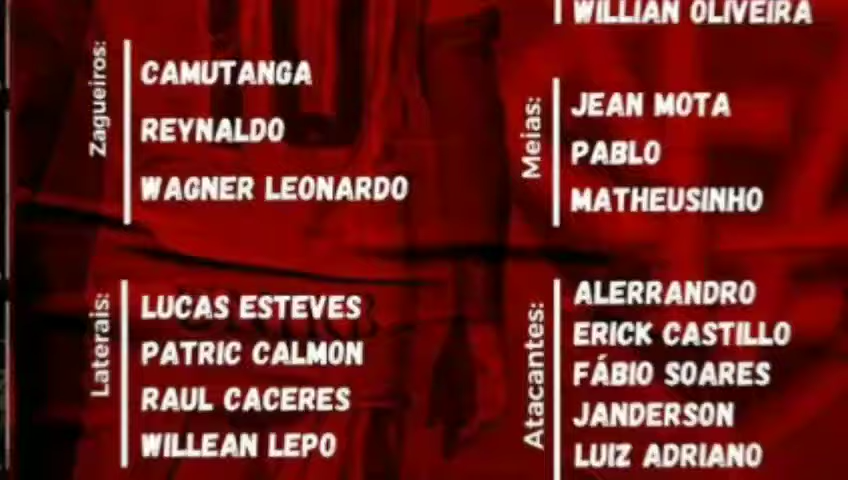 Zagueiros:
CAMUTANGA
REYNALDO
WAGNER LEONARDO
Laterais:
LUCAS ESTEVES
PATRIC CALMON
RAUL CACERES
WILLEAN LEPO
WILLIAN OLIVEIRA
Meias:
JEAN MOTA
PABLO
MATHEUSINHO
Atacantes:
ALERRANDRO
ERICK CASTILLO
FÁBIO SOARES
JANDERSON
LUIZ ADRIANO